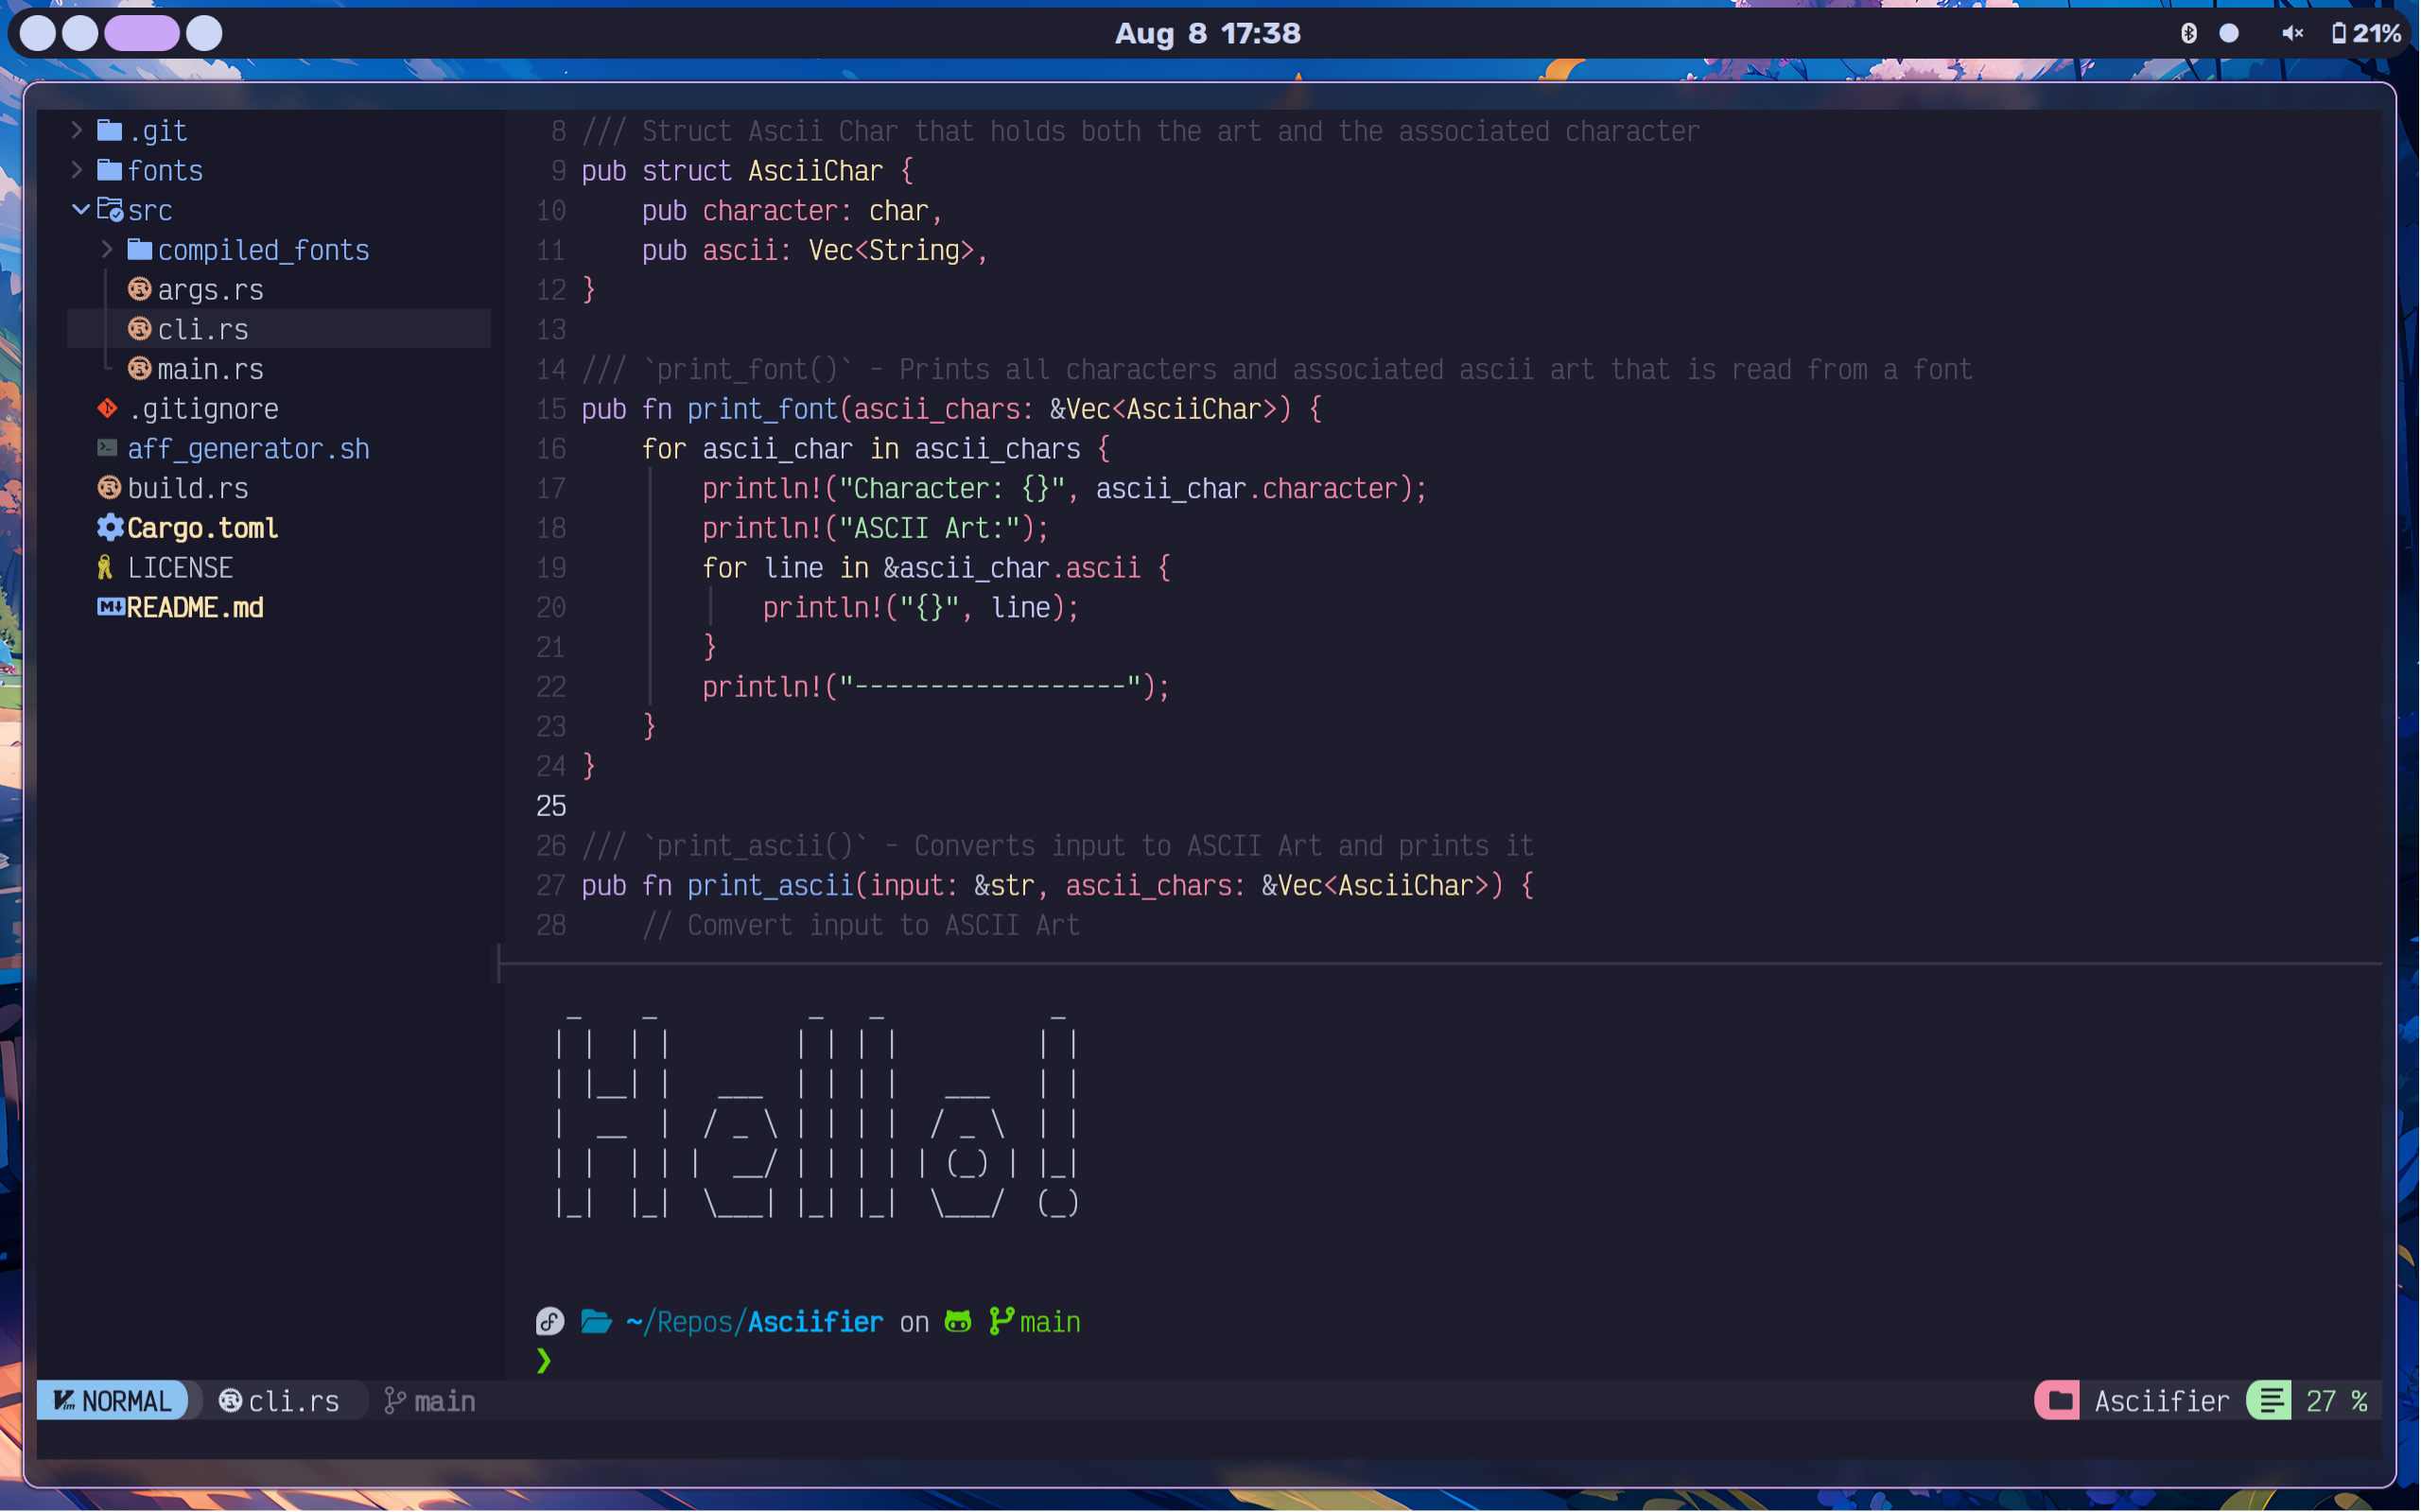 Aug 8 17:38
21%
.git
fonts
src
compiled_fonts
args.rs
cli.rs
main.rs
.gitignore
aff_generator.sh
build.rs
Cargo.toml
LICENSE
README.md
8 /// Struct Ascii Char that holds both the art and the associated character
9 pub struct AsciiChar {
10     pub character: char,
11     pub ascii: Vec<String>,
12 }
13
14 /// `print_font()` - Prints all characters and associated ascii art that is read from a font
15 pub fn print_font(ascii_chars: &Vec<AsciiChar>) {
16     for ascii_char in ascii_chars {
17         println!("Character: {}", ascii_char.character);
18         println!("ASCII Art:");
19         for line in &ascii_char.ascii {
20             println!("{}", line);
21         }
22         println!("------------------");
23     }
24 }
25
26 /// `print_ascii()` - Converts input to ASCII Art and prints it
27 pub fn print_ascii(input: &str, ascii_chars: &Vec<AsciiChar>) {
28     // Comvert input to ASCII Art
Hello!
~/Repos/Asciifier on main
❯
NORMAL cli.rs main
Asciifier 27 %